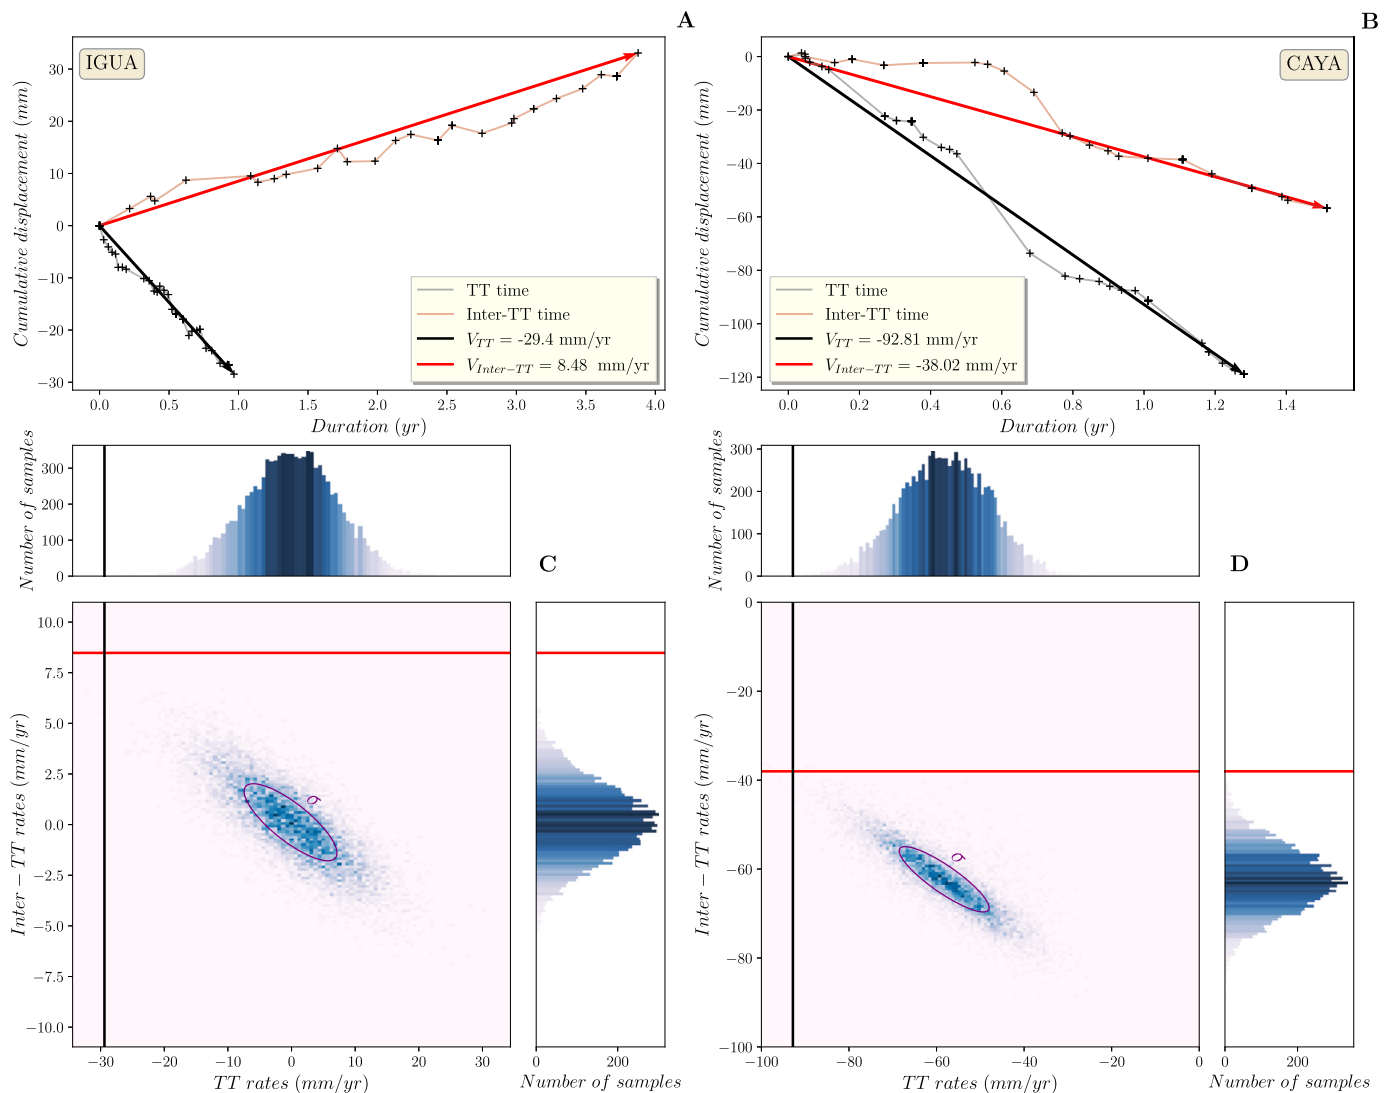 A
IGUA
Cumulative displacement (mm)
30
20
10
0
−10
−20
−30
TT time
Inter-TT time
V_TT = -29.4 mm/yr
V_Inter−TT = 8.48 mm/yr
0.0 0.5 1.0 1.5 2.0 2.5 3.0 3.5 4.0
Duration (yr)
B
CAYA
Cumulative displacement (mm)
0
−20
−40
−60
−80
−100
−120
TT time
Inter-TT time
V_TT = -92.81 mm/yr
V_Inter−TT = -38.02 mm/yr
0.0 0.2 0.4 0.6 0.8 1.0 1.2 1.4
Duration (yr)
Number of samples
300
200
100
0
C
Inter − TT rates (mm/yr)
10.0
7.5
5.0
2.5
0.0
−2.5
−5.0
−7.5
−10.0
σ
−30 −20 −10 0 10 20 30
TT rates (mm/yr)
0 200
Number of samples
Number of samples
300
200
100
0
D
Inter − TT rates (mm/yr)
0
−20
−40
−60
−80
−100
σ
−100 −80 −60 −40 −20 0
TT rates (mm/yr)
0 200
Number of samples